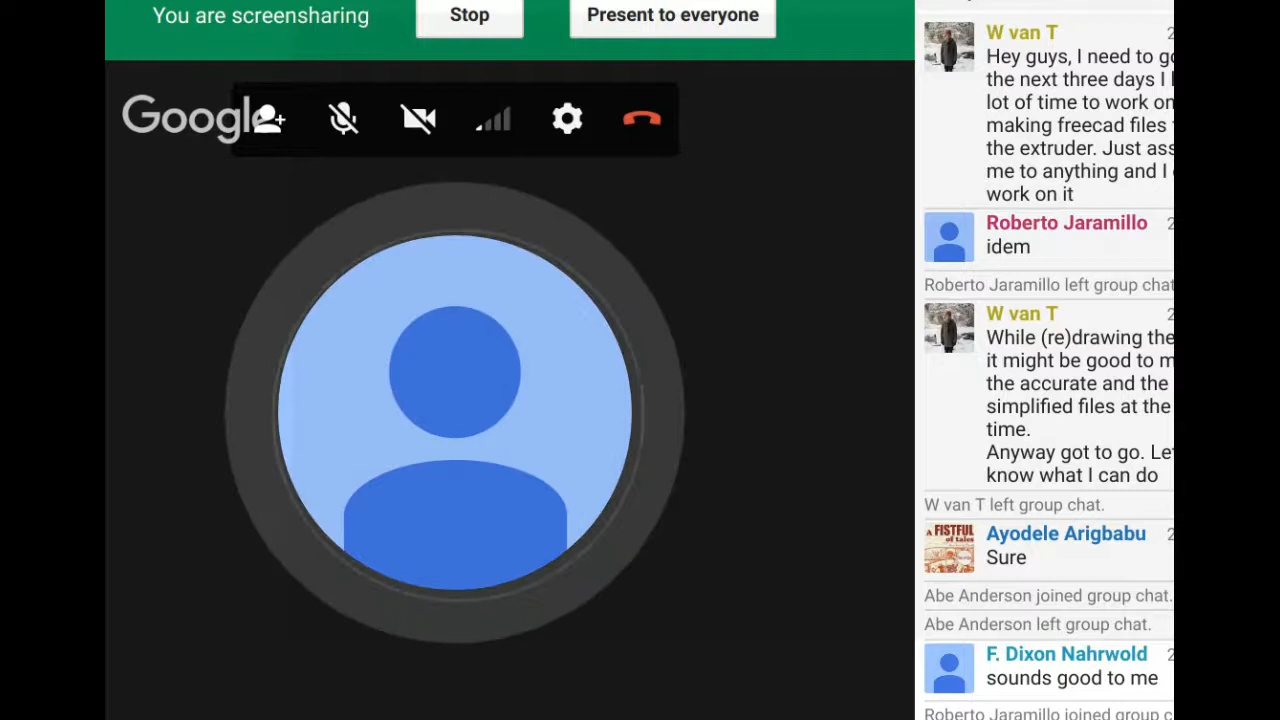 You are screensharing
Stop
Present to everyone
Google
W van T
Hey guys, I need to go
the next three days I
lot of time to work on
making freecad files
the extruder. Just
me to anything and I
work on it
Roberto Jaramillo
idem
Roberto Jaramillo left group chat
W van T
While (re)drawing the
it might be good to
the accurate and the
simplified files at the
time.
Anyway got to go.
know what I can do
W van T left group chat.
A FISTFUL
of tales
Ayodele Arigbabu
Sure
Abe Anderson joined group chat.
Abe Anderson left group chat.
F. Dixon Nahrwold
sounds good to me
Roberto Jaramillo joined group